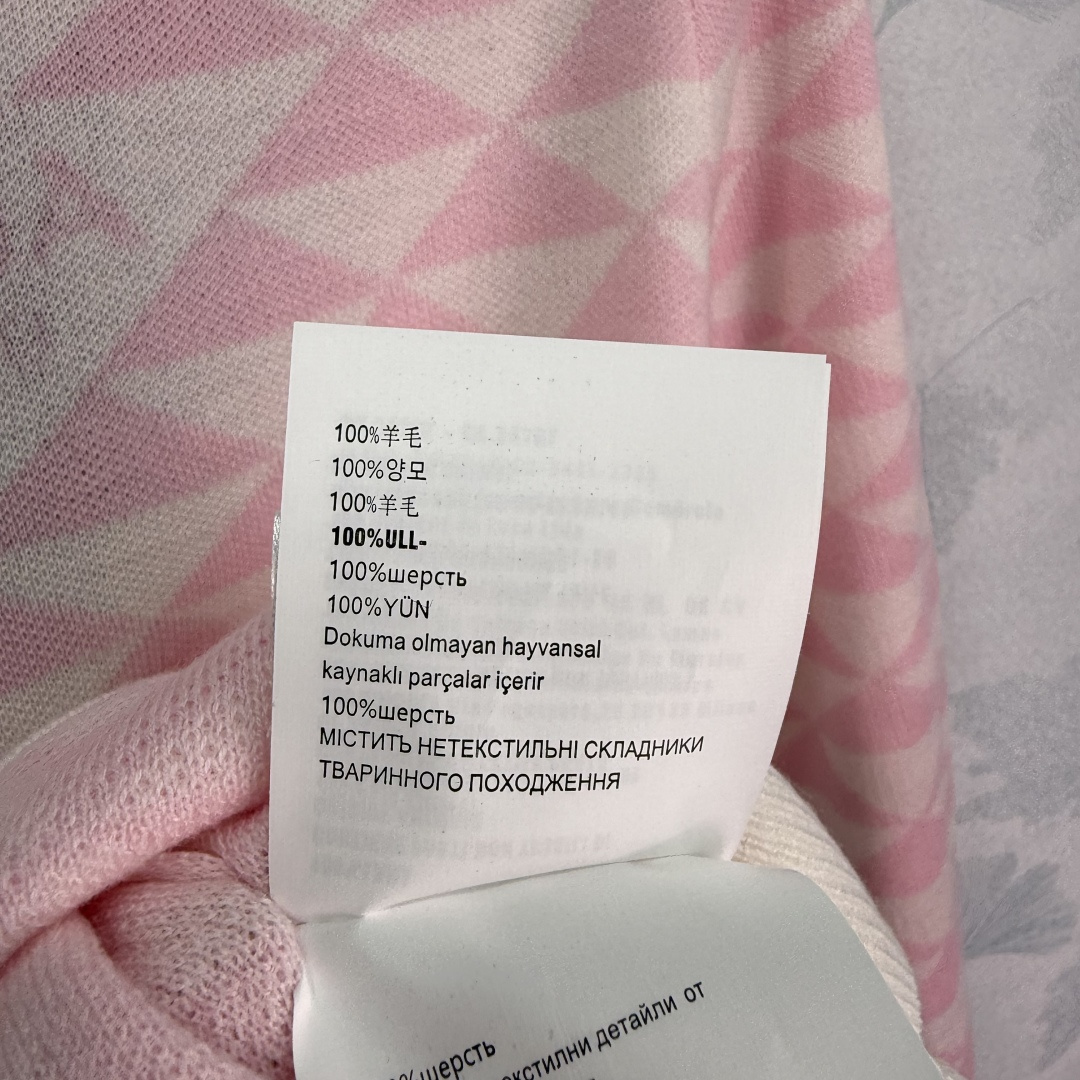 100%羊毛
100%양모
100%羊毛
100%ULL-
100%шерсть
100%YÜN
Dokuma olmayan hayvansal
kaynaklı parçalar içerir
100%шерсть
МІСТИТЬ НЕТЕКСТИЛЬНІ СКЛАДНИКИ
ТВАРИННОГО ПОХОДЖЕННЯ
%шерсть
екстилни детайли от